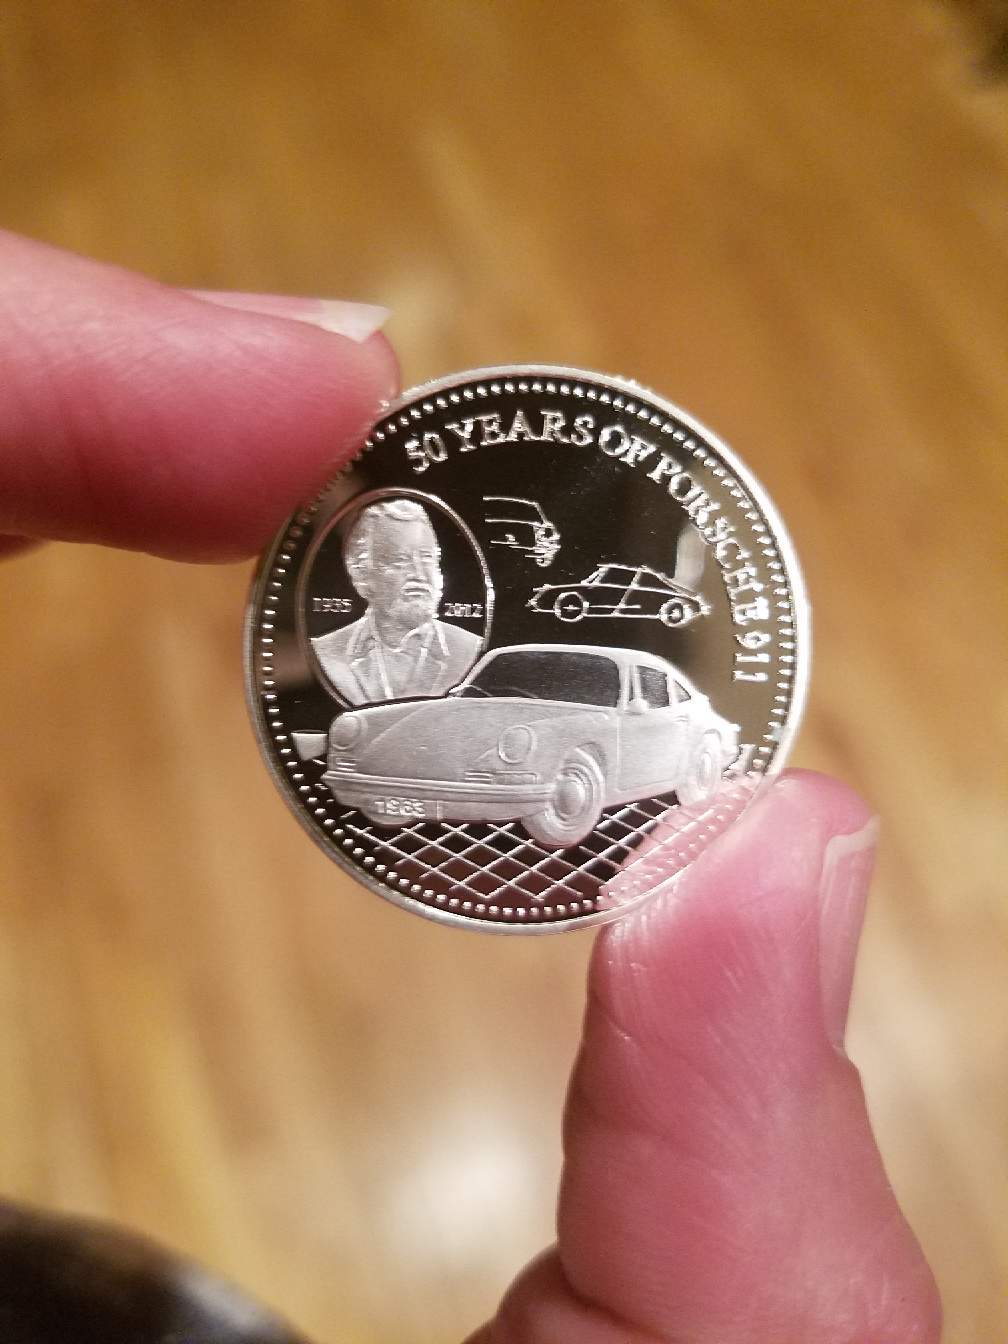 50 YEARS OF PORSCHE 911
1935 2012
1963